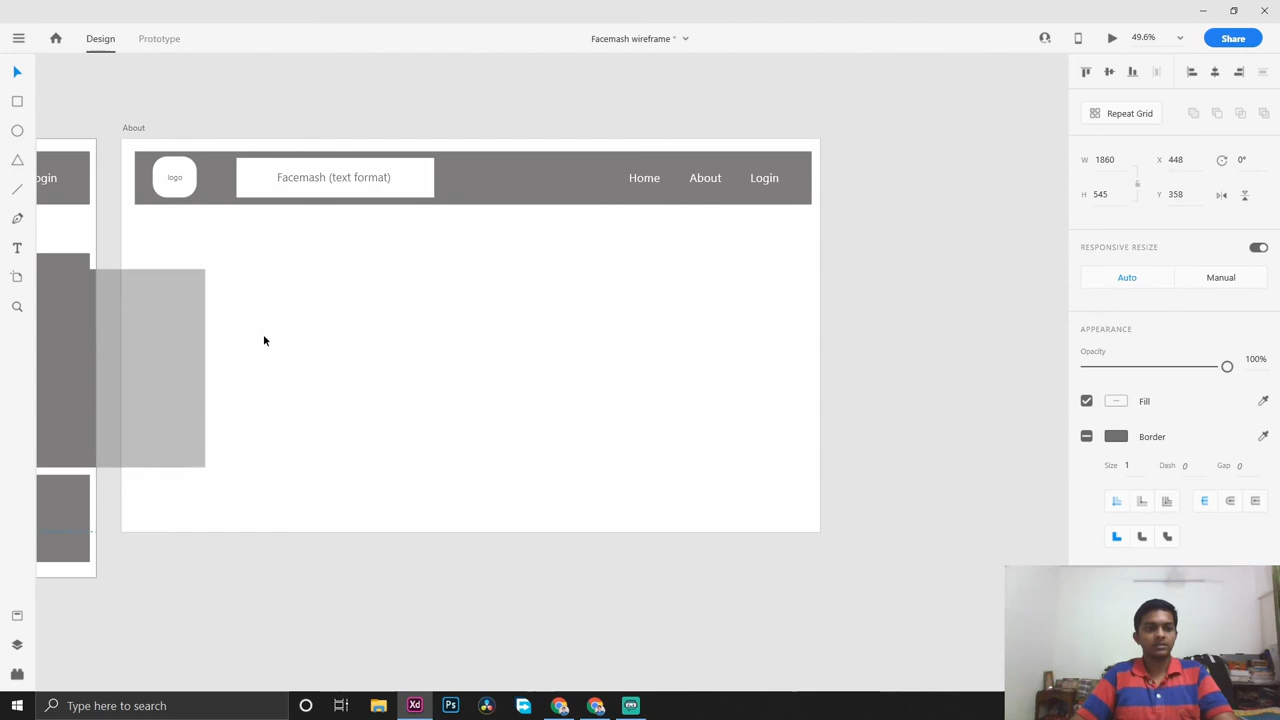 Design
Prototype
Facemash wireframe *
49.6%
Share
About
ogin
logo
Facemash (text format)
Home
About
Login
Repeat Grid
W 1860
X 448
0°
H 545
Y 358
RESPONSIVE RESIZE
Auto
Manual
APPEARANCE
Opacity
100%
Fill
Border
Size 1
Dash 0
Gap 0
Type here to search
Xd
Ps